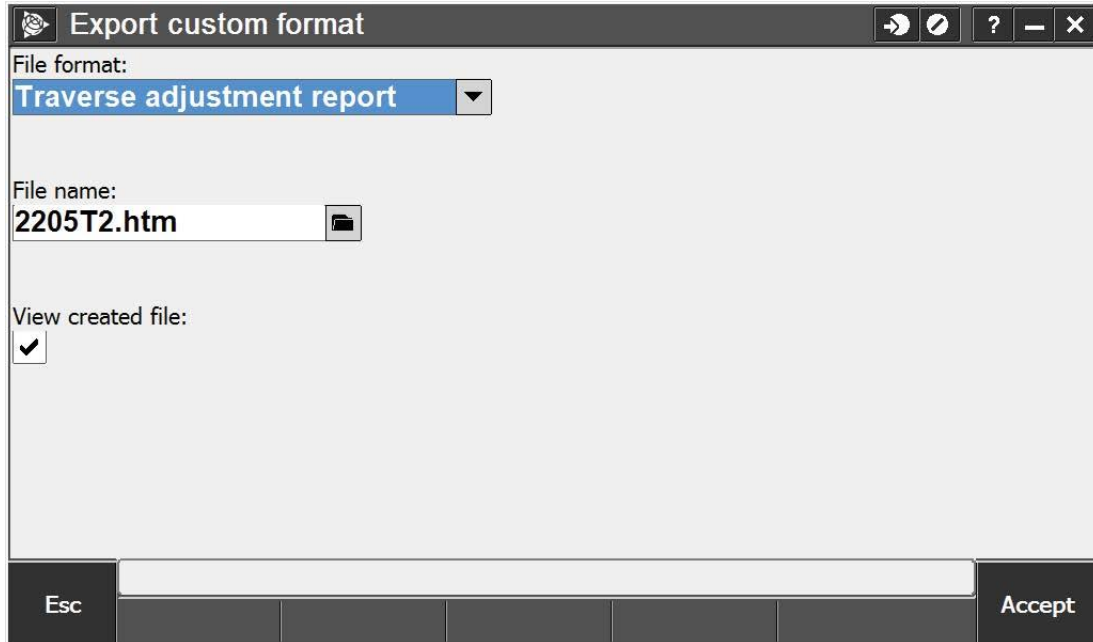 Export custom format
?
File format:
Traverse adjustment report
File name:
2205T2.htm
View created file:
Esc
Accept